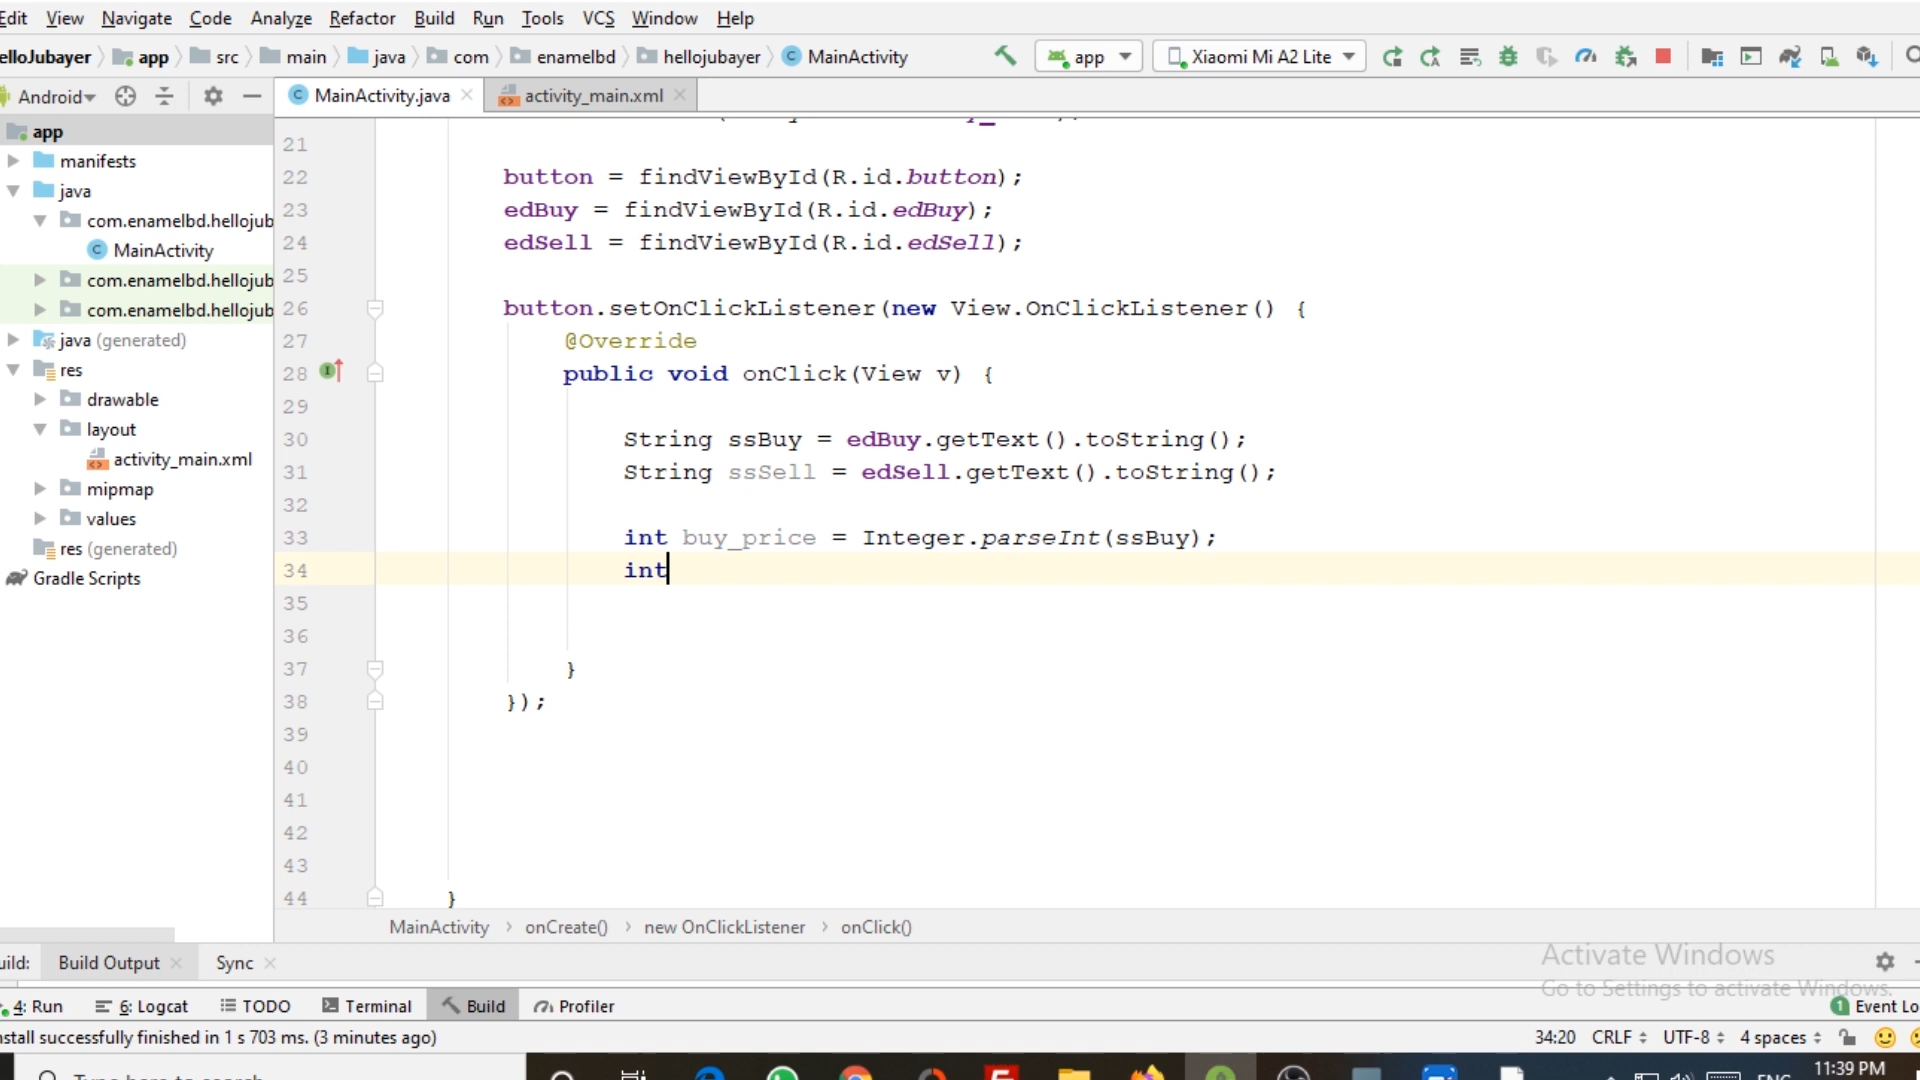 Edit View Navigate Code Analyze Refactor Build Run Tools VCS Window Help
elloJubayer app src main java com enamelbd hellojubayer MainActivity app Xiaomi Mi A2 Lite
Android MainActivity.java activity_main.xml
app
manifests
java
com.enamelbd.hellojub
MainActivity
com.enamelbd.hellojub
com.enamelbd.hellojub
java (generated)
res
drawable
layout
activity_main.xml
mipmap
values
res (generated)
Gradle Scripts
21
22 button = findViewById(R.id.button);
23 edBuy = findViewById(R.id.edBuy);
24 edSell = findViewById(R.id.edSell);
25
26 button.setOnClickListener(new View.OnClickListener() {
27 @Override
28 public void onClick(View v) {
29
30 String ssBuy = edBuy.getText().toString();
31 String ssSell = edSell.getText().toString();
32
33 int buy_price = Integer.parseInt(ssBuy);
34 int
35
36
37 }
38 });
39
40
41
42
43
44 }
MainActivity onCreate() new OnClickListener onClick()
Activate Windows
Go to Settings to activate Windows.
uild: Build Output Sync
4: Run 6: Logcat TODO Terminal Build Profiler 1 Event Lo
nstall successfully finished in 1 s 703 ms. (3 minutes ago) 34:20 CRLF UTF-8 4 spaces
Type here to search ENG 11:39 PM